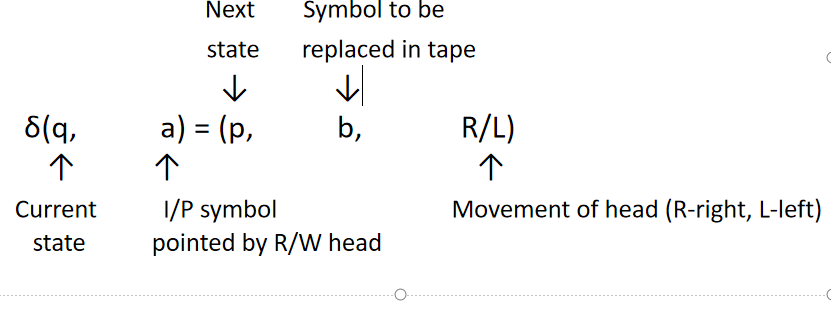 Next Symbol to be
state replaced in tape
↓ ↓
δ(q, a) = (p, b, R/L)
↑ ↑ ↑
Current I/P symbol Movement of head (R-right, L-left)
state pointed by R/W head